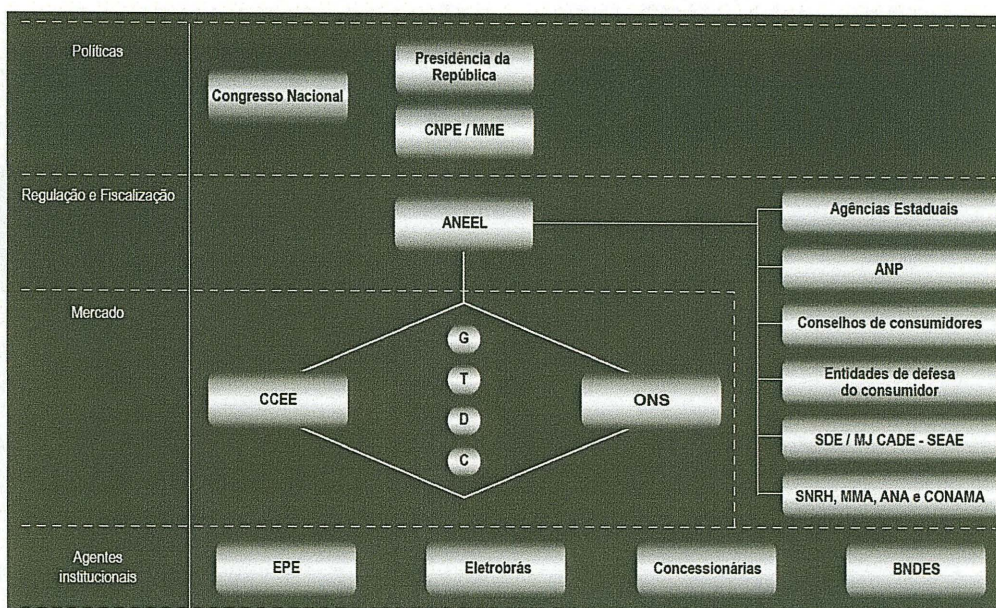 Políticas
Congresso Nacional
Presidência da
República
CNPE / MME
Regulação e Fiscalização
ANEEL
Agências Estaduais
ANP
Conselhos de consumidores
Entidades de defesa
do consumidor
SDE / MJ CADE - SEAE
SNRH, MMA, ANA e CONAMA
Mercado
CCEE
G
T
D
C
ONS
Agentes
institucionais
EPE
Eletrobrás
Concessionárias
BNDES